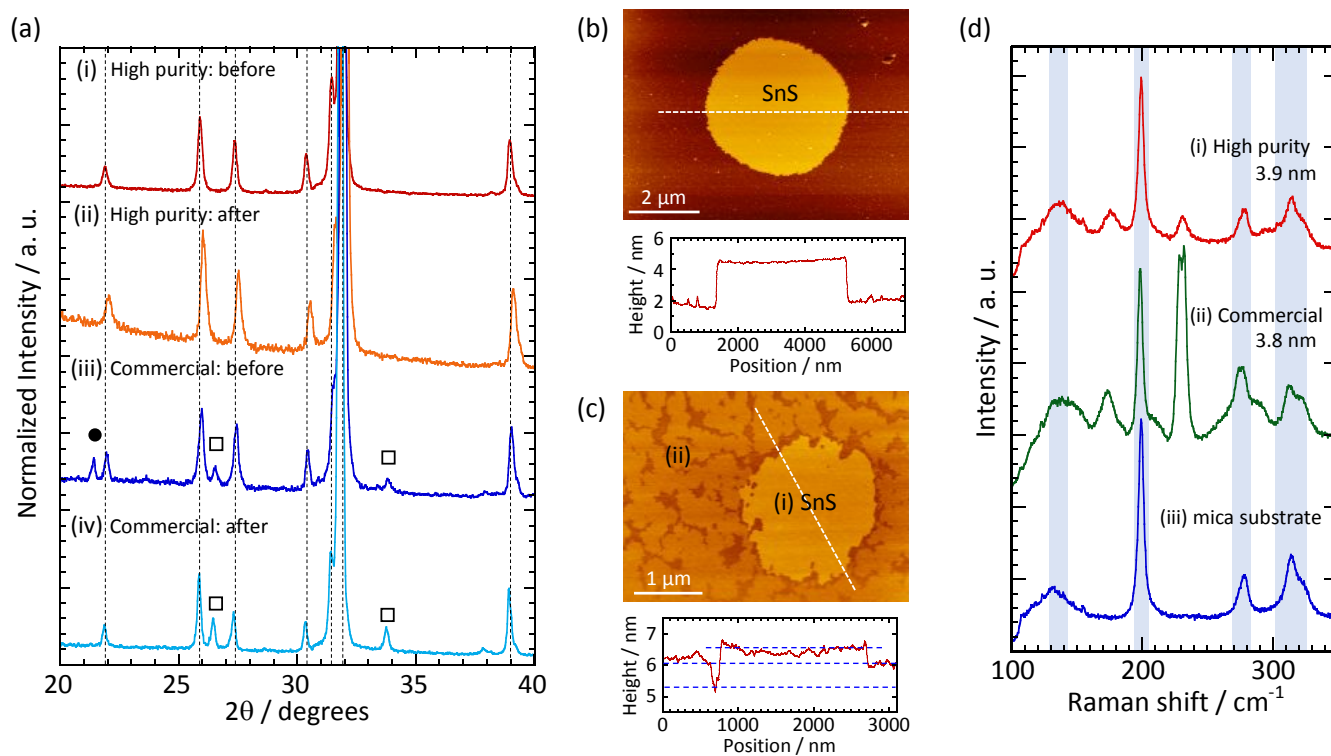 (a)
(i) High purity: before
(ii) High purity: after
(iii) Commercial: before
● □ □
(iv) Commercial: after
□ □
20 25 30 35 40
2θ / degrees
Normalized Intensity / a. u.
(b)
SnS
2 μm
6
4
2
0
Height / nm
0 2000 4000 6000
Position / nm
(c)
(ii)
(i) SnS
1 μm
7
6
5
Height / nm
0 1000 2000 3000
Position / nm
(d)
(i) High purity
3.9 nm
(ii) Commercial
3.8 nm
(iii) mica substrate
100 200 300
Raman shift / cm⁻¹
Intensity / a. u.